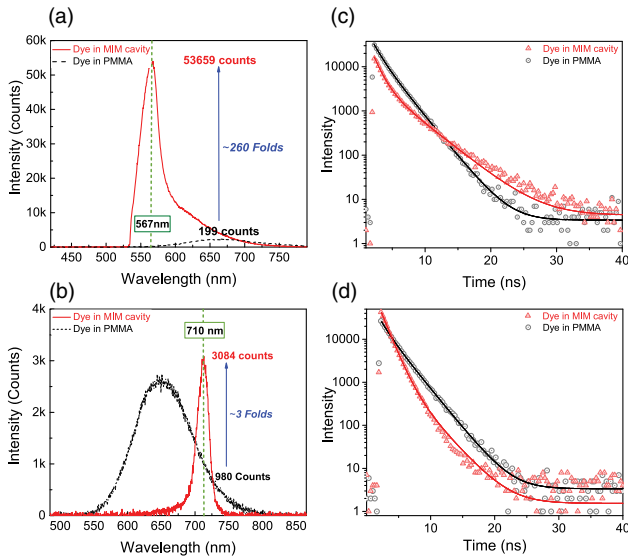 (a)
Dye in MIM cavity
Dye in PMMA
53659 counts
~260 Folds
199 counts
567nm
60k
50k
40k
30k
20k
10k
0
Intensity (counts)
450 500 550 600 650 700 750
Wavelength (nm)
(c)
Dye in MIM cavity
Dye in PMMA
10000
1000
100
10
1
Intensity
10 20 30 40
Time (ns)
(b)
Dye in MIM cavity
Dye in PMMA
710 nm
3084 counts
~3 Folds
980 Counts
4k
3k
2k
1k
0
Intensity (Counts)
500 550 600 650 700 750 800 850
Wavelength (nm)
(d)
Dye in MIM cavity
Dye in PMMA
10000
1000
100
10
1
Intensity
0 10 20 30 40
Time (ns)